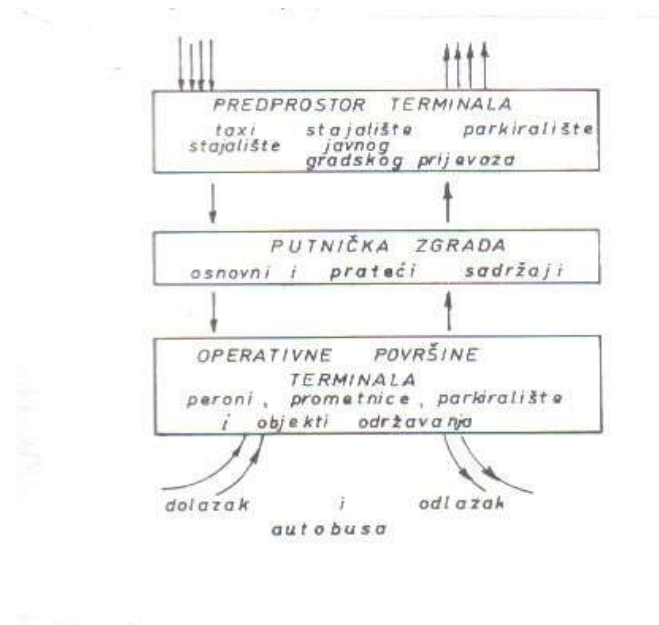 PREDPROSTOR TERMINALA
taxi stajalište parkiralište
stajalište javnog
gradskog prijevoza
PUTNIČKA ZGRADA
osnovni i prateći sadržaji
OPERATIVNE POVRŠINE
TERMINALA
peroni, prometnice, parkiralište
i objekti održavanja
dolazak i odlazak
autobusa